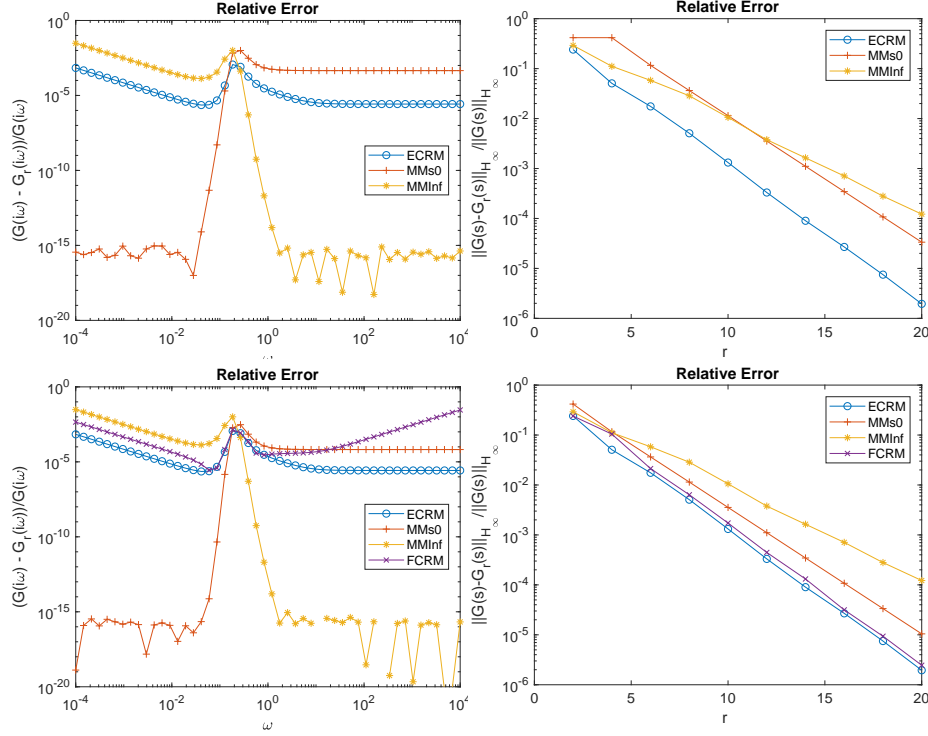 Relative Error
(G(iω) - G_r(iω))/G(iω)
10^0
10^-5
10^-10
10^-15
10^-20
10^-4
10^-2
10^0
10^2
10^4
ECRM
MMs0
MMInf
Relative Error
||G(s)-G_r(s)||_{H_∞}/||G(s)||_{H_∞}
10^0
10^-1
10^-2
10^-3
10^-4
10^-5
10^-6
0
5
10
15
20
r
ECRM
MMs0
MMInf
Relative Error
(G(iω) - G_r(iω))/G(iω)
10^0
10^-5
10^-10
10^-15
10^-20
10^-4
10^-2
10^0
10^2
10^4
ω
ECRM
MMs0
MMInf
FCRM
Relative Error
||G(s)-G_r(s)||_{H_∞}/||G(s)||_{H_∞}
10^0
10^-1
10^-2
10^-3
10^-4
10^-5
10^-6
0
5
10
15
20
r
ECRM
MMs0
MMInf
FCRM